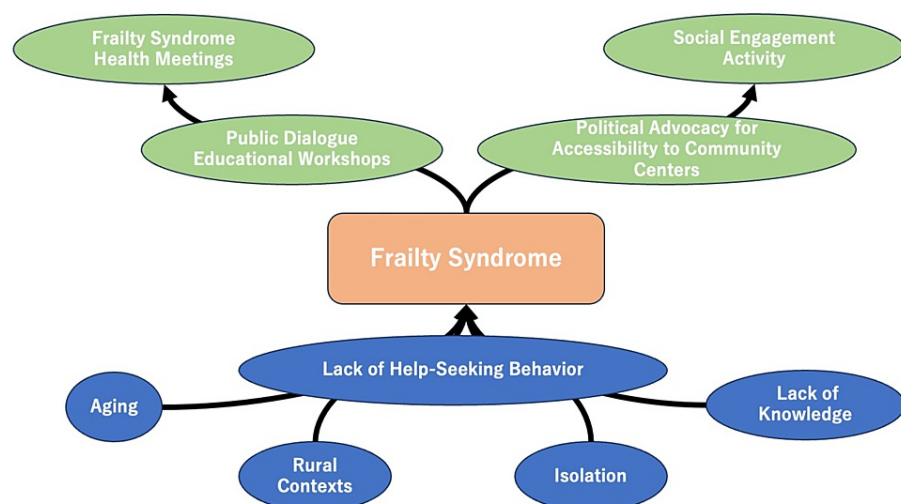 Frailty Syndrome
Health Meetings
Social Engagement
Activity
Public Dialogue
Educational Workshops
Political Advocacy for
Accessibility to Community
Centers
Frailty Syndrome
Lack of Help-Seeking Behavior
Aging
Lack of
Knowledge
Rural
Contexts
Isolation